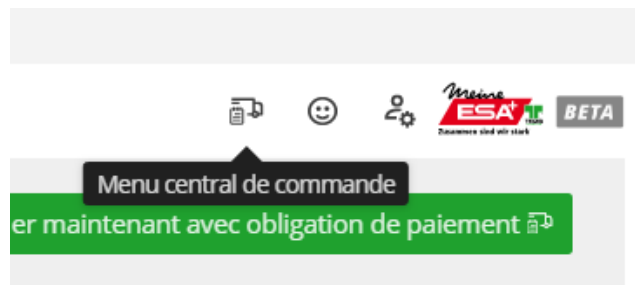 Meine
ESA+
Zusammen sind wir stark
BETA
Menu central de commande
er maintenant avec obligation de paiement